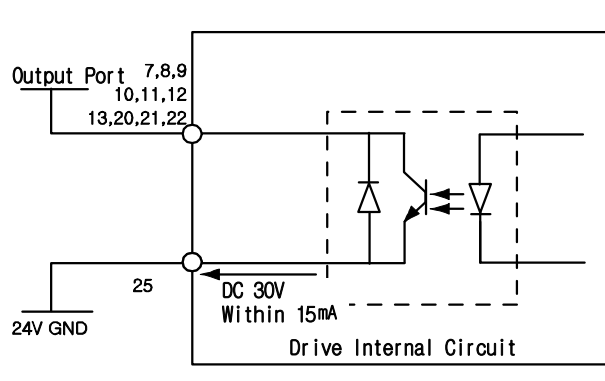 Output Port 7,8,9
10,11,12
13,20,21,22
25
24V GND
DC 30V
Within 15mA
Drive Internal Circuit